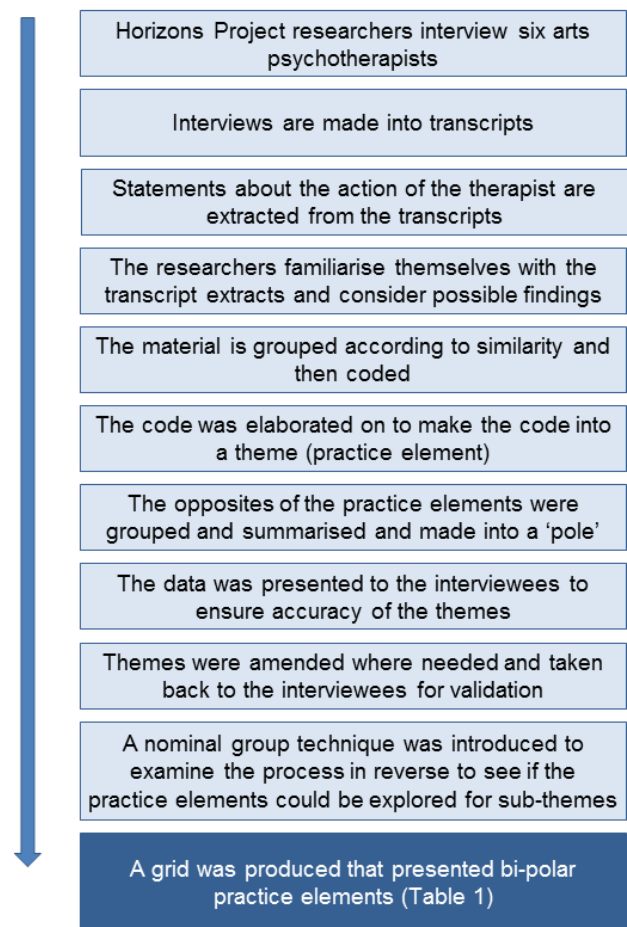 Horizons Project researchers interview six arts
psychotherapists
Interviews are made into transcripts
Statements about the action of the therapist are
extracted from the transcripts
The researchers familiarise themselves with the
transcript extracts and consider possible findings
The material is grouped according to similarity and
then coded
The code was elaborated on to make the code into
a theme (practice element)
The opposites of the practice elements were
grouped and summarised and made into a ‘pole’
The data was presented to the interviewees to
ensure accuracy of the themes
Themes were amended where needed and taken
back to the interviewees for validation
A nominal group technique was introduced to
examine the process in reverse to see if the
practice elements could be explored for sub-themes
A grid was produced that presented bi-polar
practice elements (Table 1)